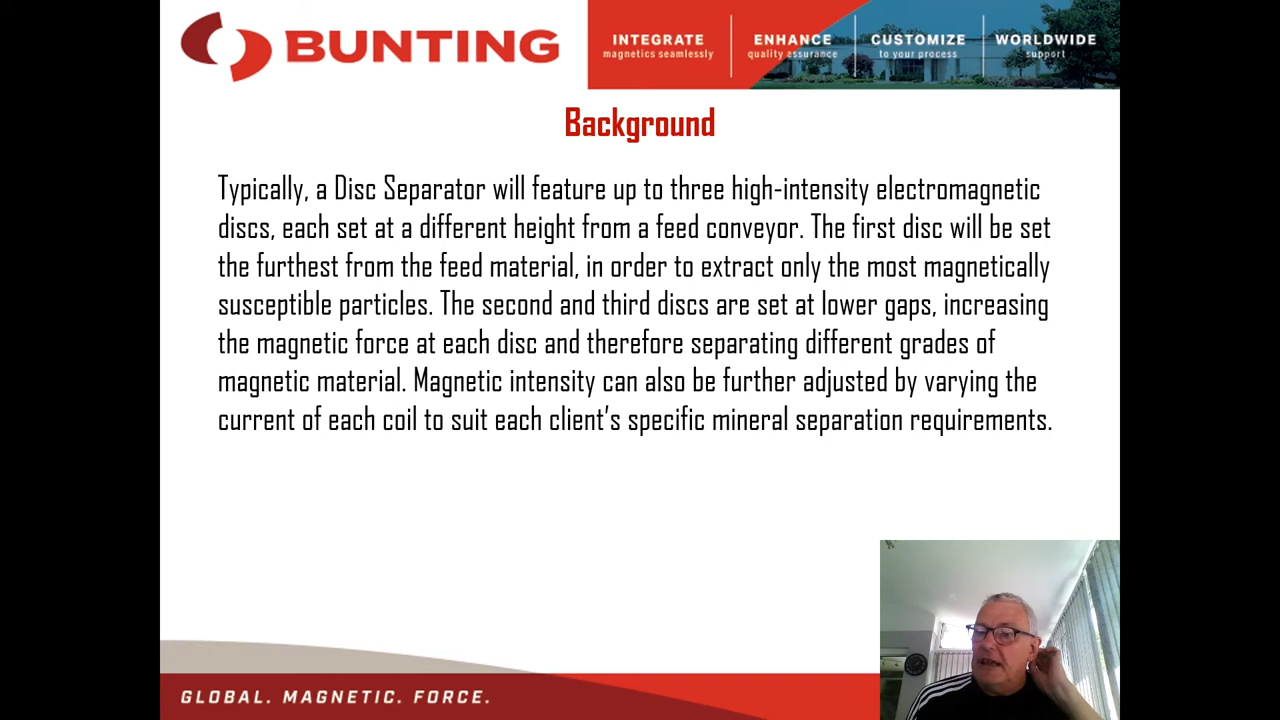 BUNTING
INTEGRATE
magnetics seamlessly
ENHANCE
quality assurance
CUSTOMIZE
to your process
WORLDWIDE
support
Background
Typically, a Disc Separator will feature up to three high-intensity electromagnetic
discs, each set at a different height from a feed conveyor. The first disc will be set
the furthest from the feed material, in order to extract only the most magnetically
susceptible particles. The second and third discs are set at lower gaps, increasing
the magnetic force at each disc and therefore separating different grades of
magnetic material. Magnetic intensity can also be further adjusted by varying the
current of each coil to suit each client’s specific mineral separation requirements.
GLOBAL. MAGNETIC. FORCE.